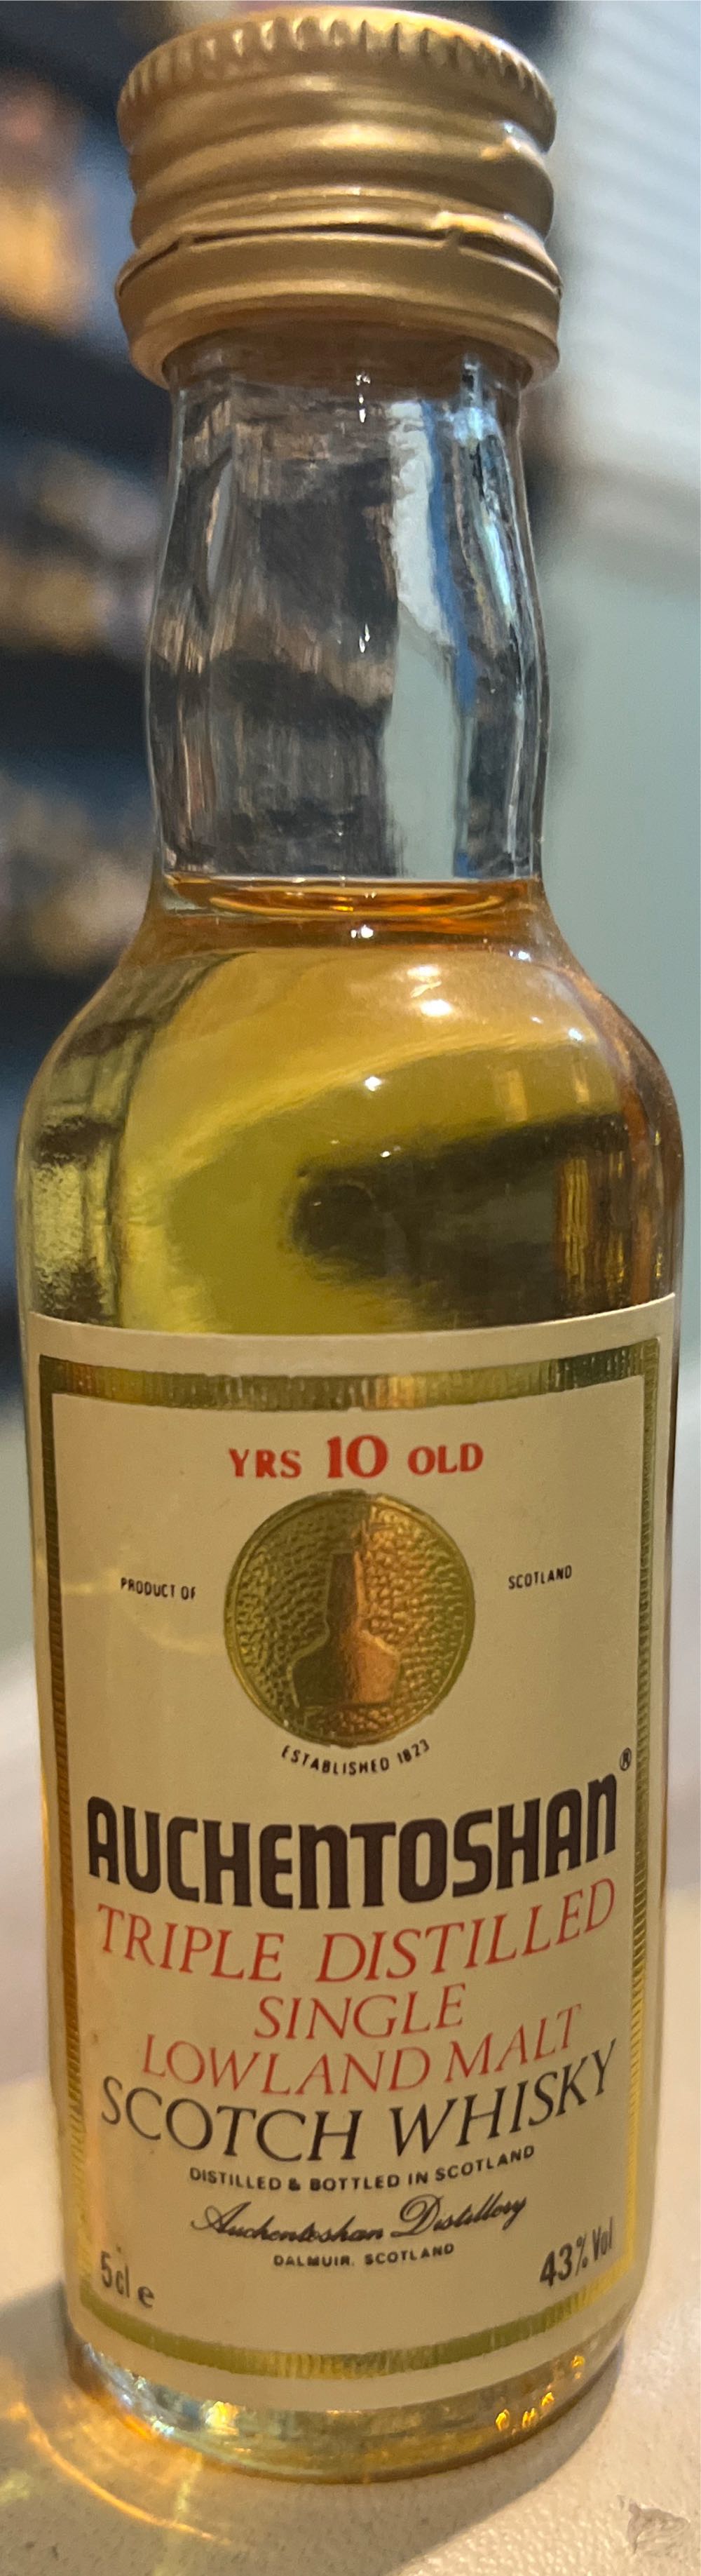 YRS 10 OLD
PRODUCT OF SCOTLAND
ESTABLISHED 1823
AUCHENTOSHAN®
TRIPLE DISTILLED
SINGLE
LOWLAND MALT
SCOTCH WHISKY
DISTILLED & BOTTLED IN SCOTLAND
Auchentoshan Distillery
DALMUIR, SCOTLAND
5cl e 43% Vol